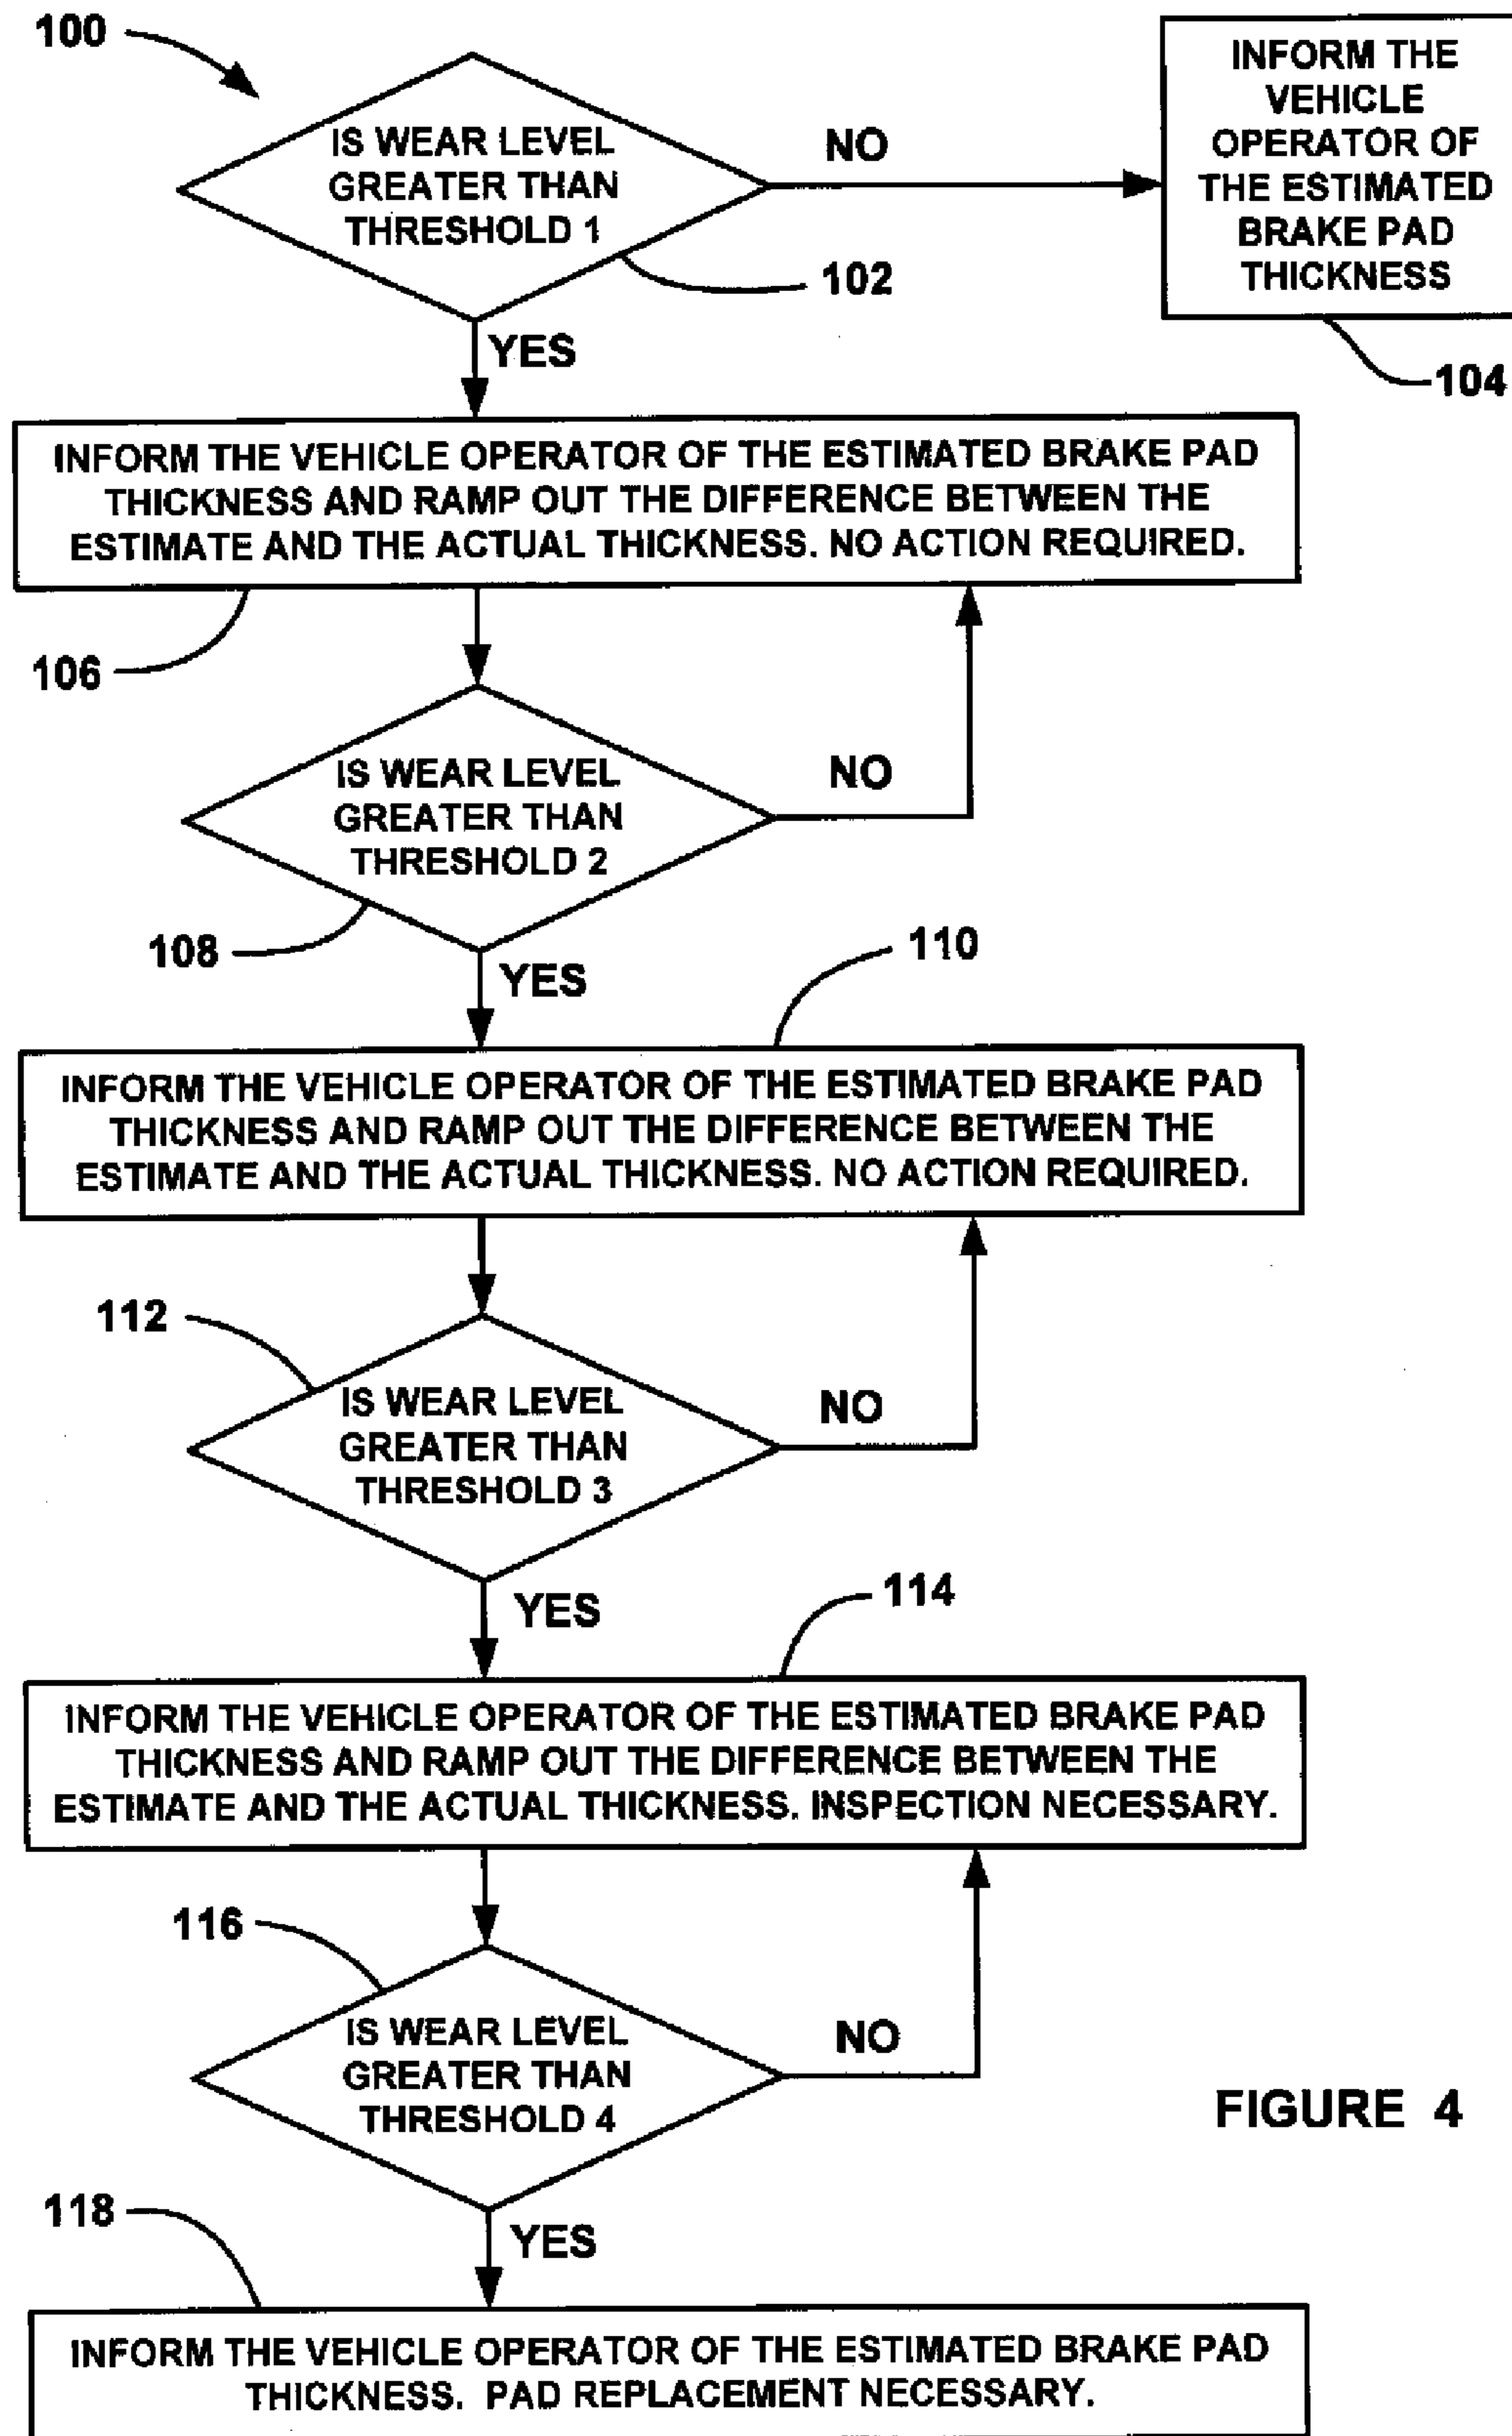 100
IS WEAR LEVEL
GREATER THAN
THRESHOLD 1
NO
INFORM THE
VEHICLE
OPERATOR OF
THE ESTIMATED
BRAKE PAD
THICKNESS
102
104
YES
INFORM THE VEHICLE OPERATOR OF THE ESTIMATED BRAKE PAD
THICKNESS AND RAMP OUT THE DIFFERENCE BETWEEN THE
ESTIMATE AND THE ACTUAL THICKNESS. NO ACTION REQUIRED.
106
IS WEAR LEVEL
GREATER THAN
THRESHOLD 2
NO
108
YES
110
INFORM THE VEHICLE OPERATOR OF THE ESTIMATED BRAKE PAD
THICKNESS AND RAMP OUT THE DIFFERENCE BETWEEN THE
ESTIMATE AND THE ACTUAL THICKNESS. NO ACTION REQUIRED.
112
IS WEAR LEVEL
GREATER THAN
THRESHOLD 3
NO
YES
114
INFORM THE VEHICLE OPERATOR OF THE ESTIMATED BRAKE PAD
THICKNESS AND RAMP OUT THE DIFFERENCE BETWEEN THE
ESTIMATE AND THE ACTUAL THICKNESS. INSPECTION NECESSARY.
116
IS WEAR LEVEL
GREATER THAN
THRESHOLD 4
NO
FIGURE 4
118
YES
INFORM THE VEHICLE OPERATOR OF THE ESTIMATED BRAKE PAD
THICKNESS. PAD REPLACEMENT NECESSARY.